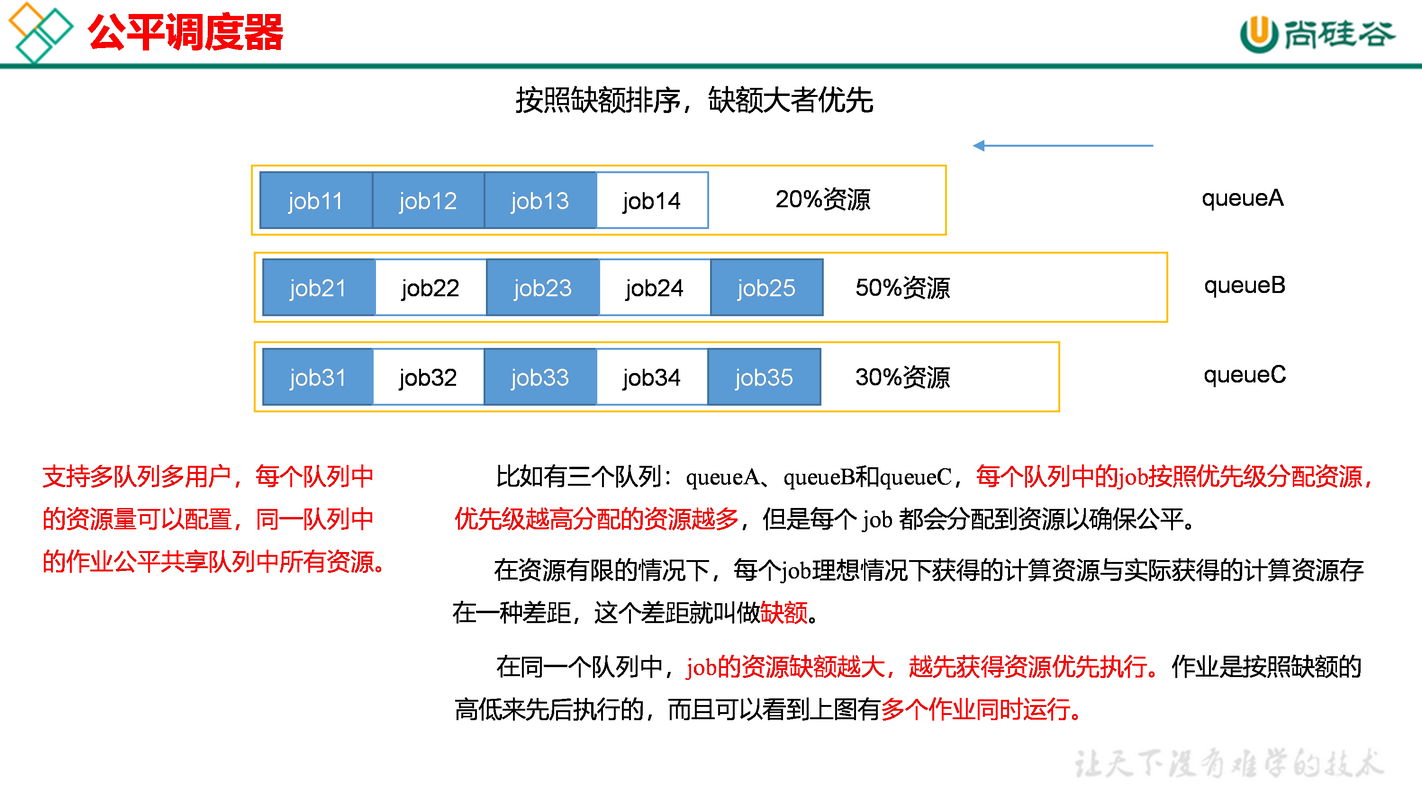 公平调度器
尚硅谷
按照缺额排序，缺额大者优先
job11 job12 job13 job14 20%资源 queueA
job21 job22 job23 job24 job25 50%资源 queueB
job31 job32 job33 job34 job35 30%资源 queueC
支持多队列多用户，每个队列中
的资源量可以配置，同一队列中
的作业公平共享队列中所有资源。
比如有三个队列：queueA、queueB和queueC，每个队列中的job按照优先级分配资源，
优先级越高分配的资源越多，但是每个 job 都会分配到资源以确保公平。
在资源有限的情况下，每个job理想情况下获得的计算资源与实际获得的计算资源存
在一种差距，这个差距就叫做缺额。
在同一个队列中，job的资源缺额越大，越先获得资源优先执行。作业是按照缺额的
高低来先后执行的，而且可以看到上图有多个作业同时运行。
让天下没有难学的技术